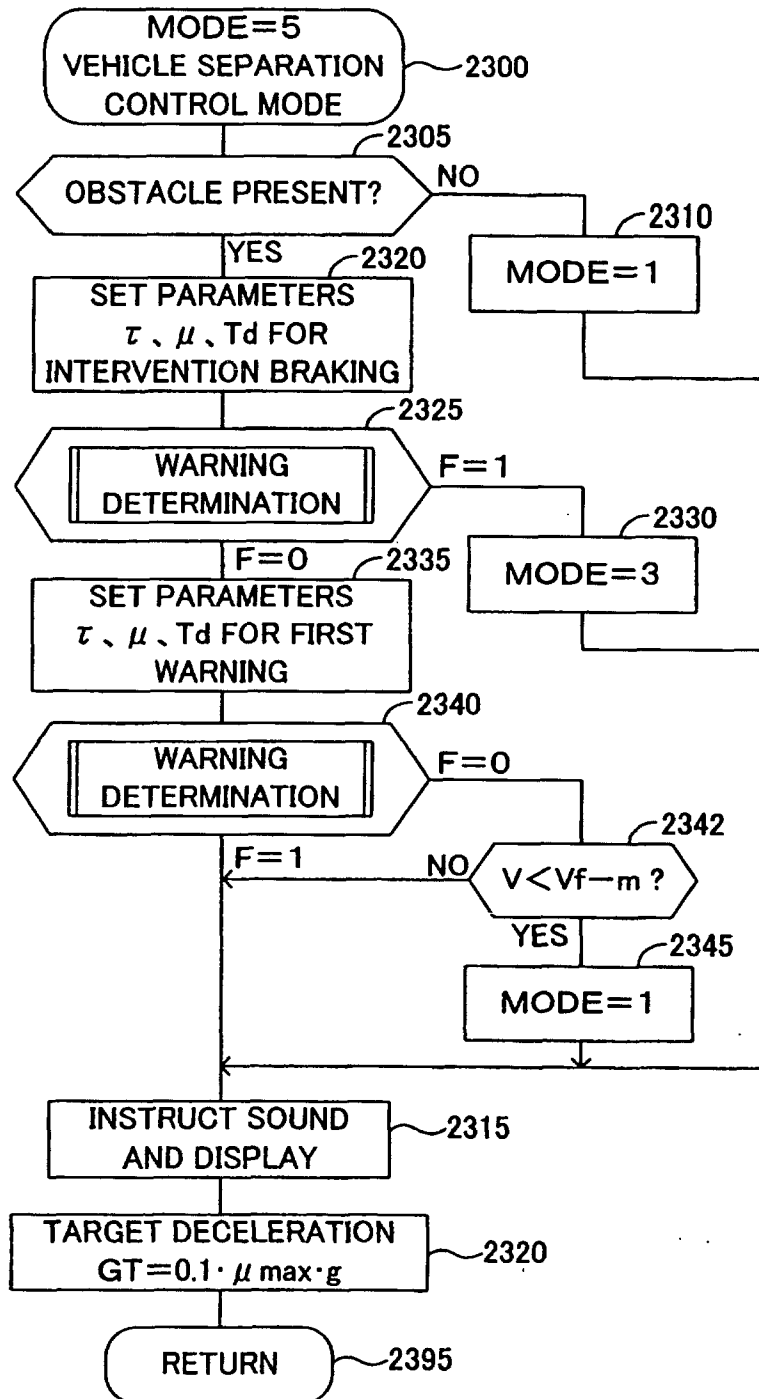 MODE=5
VEHICLE SEPARATION
CONTROL MODE
2300
2305
OBSTACLE PRESENT?
NO
2310
MODE=1
YES
2320
SET PARAMETERS
τ、μ、Td FOR
INTERVENTION BRAKING
2325
WARNING
DETERMINATION
F=1
2330
MODE=3
F=0
2335
SET PARAMETERS
τ、μ、Td FOR FIRST
WARNING
2340
WARNING
DETERMINATION
F=0
2342
V<Vf-m ?
F=1
NO
YES
2345
MODE=1
INSTRUCT SOUND
AND DISPLAY
2315
TARGET DECELERATION
GT=0.1・μ max・g
2320
RETURN
2395